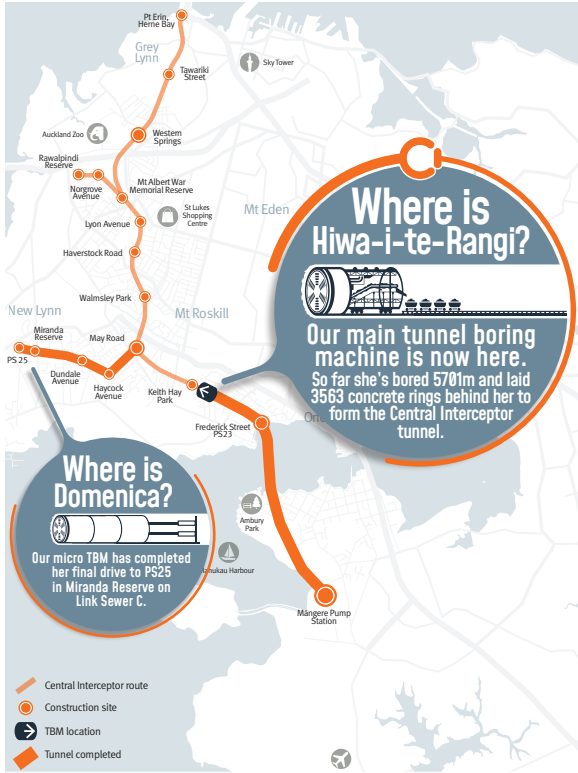 Pt Erin,
Herne Bay
Grey
Lynn
Tawariki
Street
Sky Tower
Auckland Zoo
Western
Springs
Rawalpindi
Reserve
Norgrove
Avenue
Mt Albert War
Memorial Reserve
St Lukes
Shopping
Centre
Mt Eden
Lyon Avenue
Haverstock Road
Walmsley Park
New Lynn
Mt Roskill
Miranda
Reserve
May Road
PS 25
Dundale
Avenue
Haycock
Avenue
Keith Hay
Park
Frederick Street
PS23
Where is
Hiwa-i-te-Rangi?
Our main tunnel boring
machine is now here.
So far she's bored 5701m and laid
3563 concrete rings behind her to
form the Central Interceptor
tunnel.
Where is
Domenica?
Our micro TBM has completed
her final drive to PS25
in Miranda Reserve on
Link Sewer C.
Ambury
Park
Harbour
Māngere Pump
Station
Central Interceptor route
Construction site
TBM location
Tunnel completed